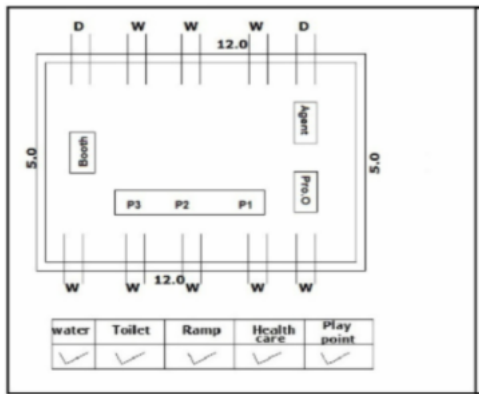 D W W W D
12.0
Agent
Booth
5.0
5.0
Pro.O
P3 P2 P1
W W W W W
12.0
water Toilet Ramp Health care Play point